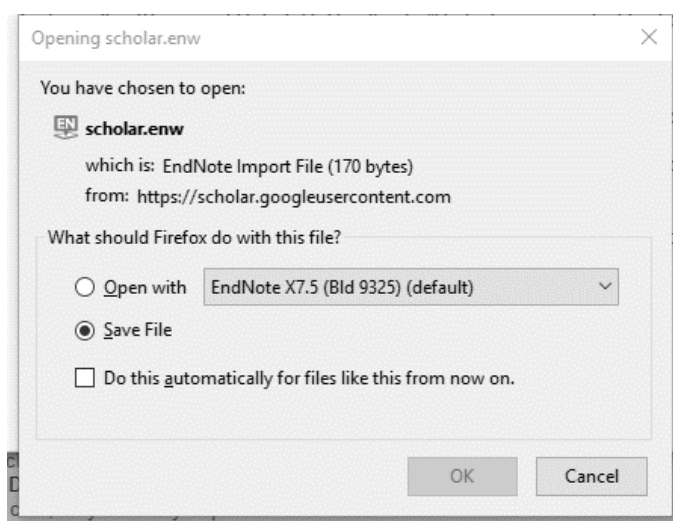 Opening scholar.enw
You have chosen to open:
EN scholar.enw
which is: EndNote Import File (170 bytes)
from: https://scholar.googleusercontent.com
What should Firefox do with this file?
Open with EndNote X7.5 (Bld 9325) (default)
Save File
Do this automatically for files like this from now on.
OK Cancel